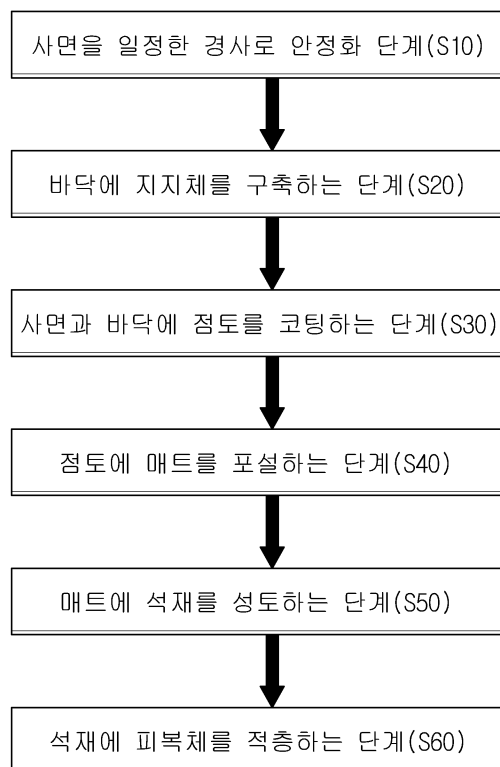 사면을 일정한 경사로 안정화 단계(S10)
바닥에 지지체를 구축하는 단계(S20)
사면과 바닥에 점토를 코팅하는 단계(S30)
점토에 매트를 포설하는 단계(S40)
매트에 석재를 성토하는 단계(S50)
석재에 피복체를 적층하는 단계(S60)